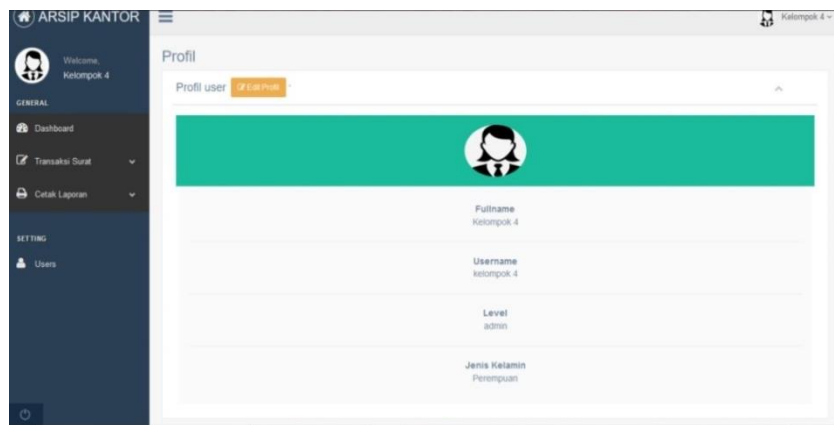 ARSIP KANTOR
Kelompok 4
Welcome,
Kelompok 4
GENERAL
Dashboard
Transaksi Surat
Cetak Laporan
SETTING
Users
Profil
Profil user Edit Profil
Fullname
Kelompok 4
Username
kelompok 4
Level
admin
Jenis Kelamin
Perempuan